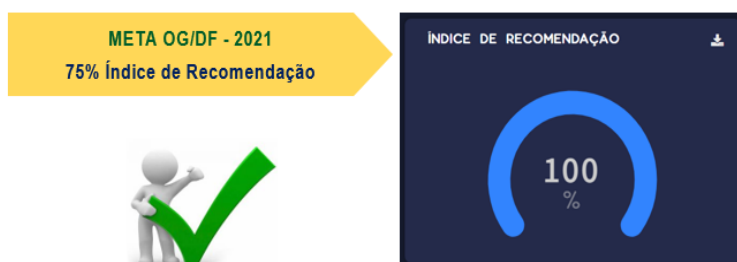 META OG/DF - 2021
75% Índice de Recomendação
ÍNDICE DE RECOMENDAÇÃO
100
%